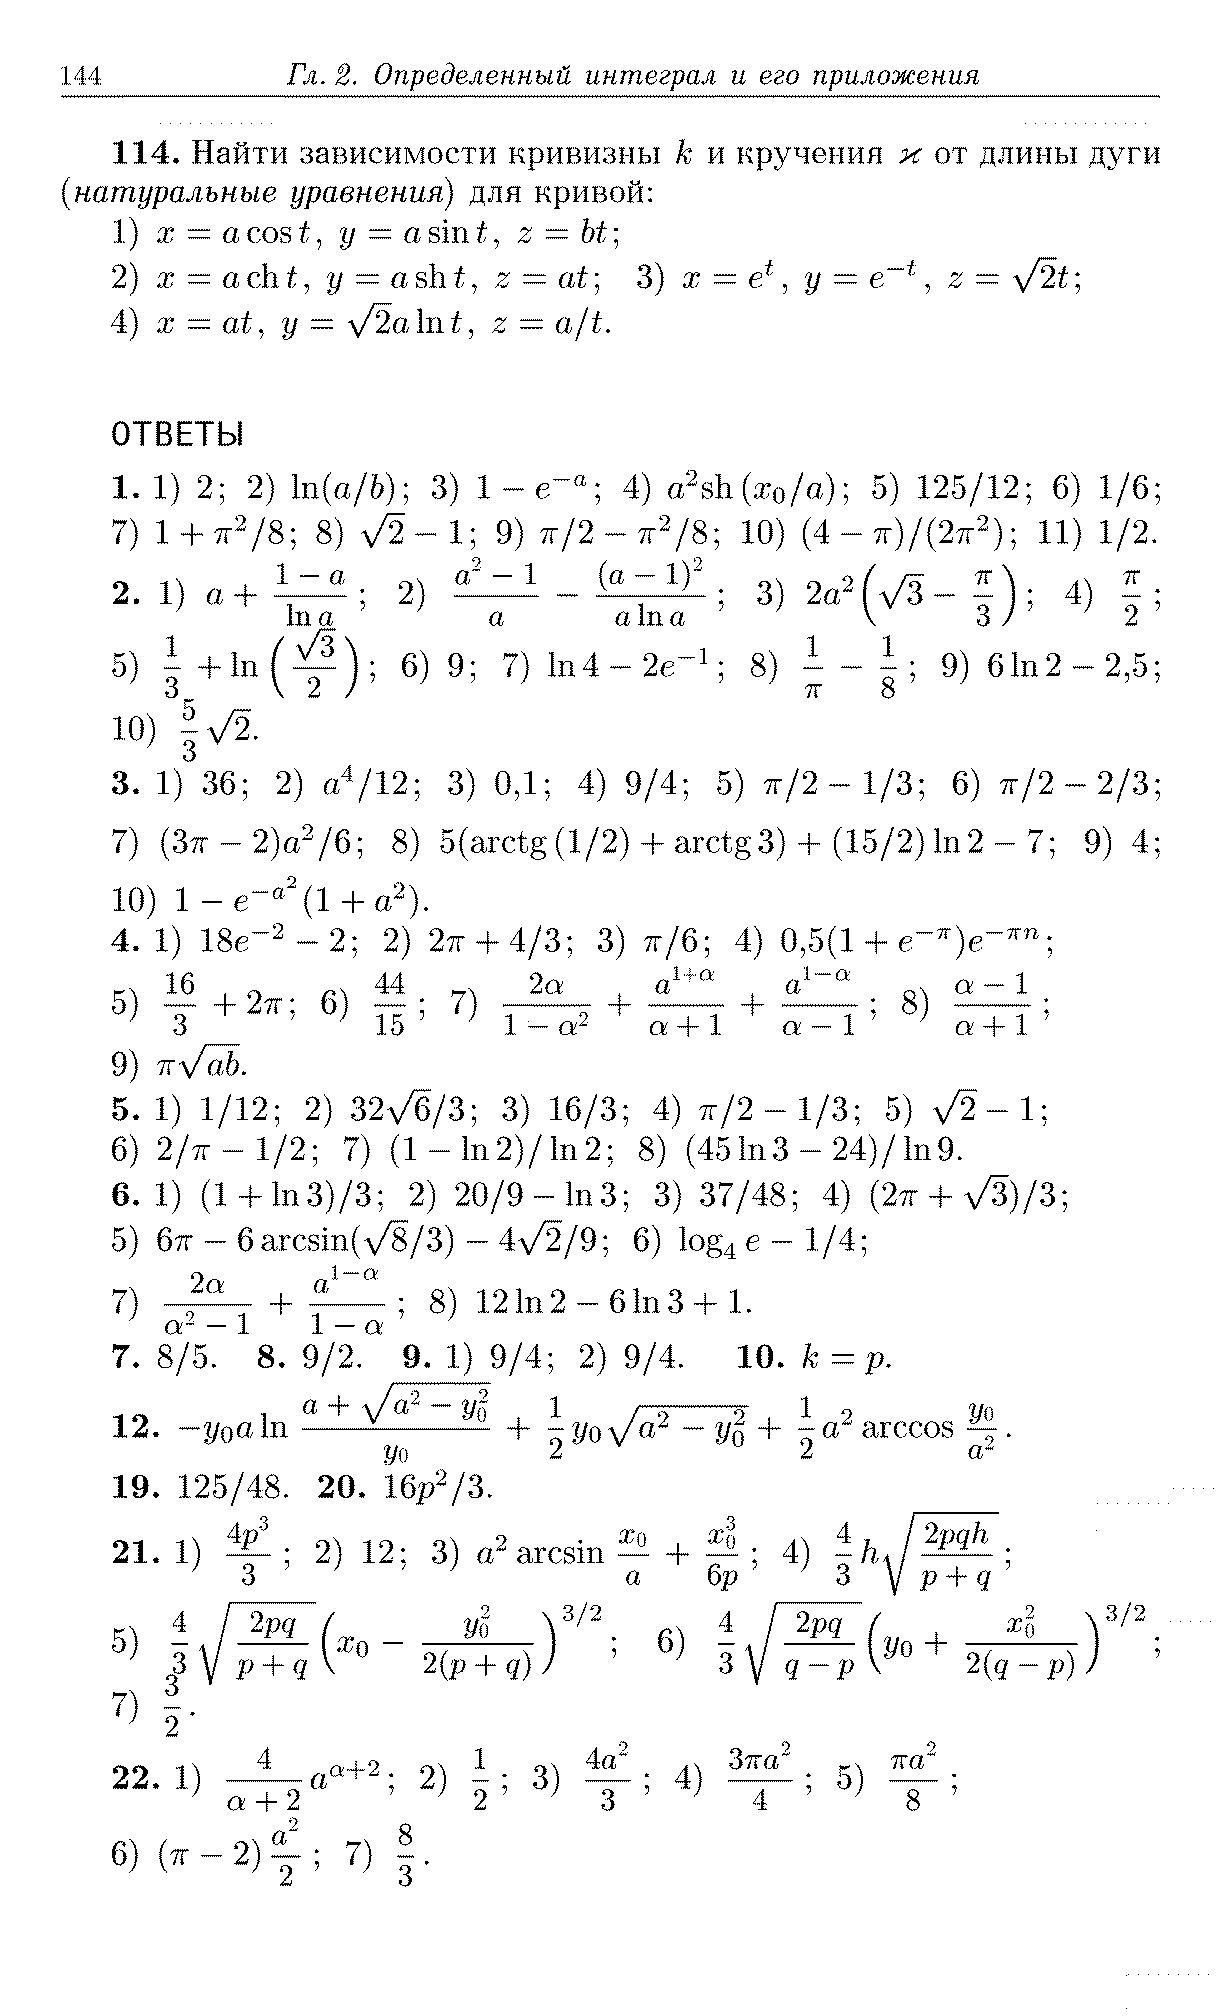 144 Гл. 2. Определенный интеграл и его приложения
114. Найти зависимости кривизны k и кручения ϰ от длины дуги
(натуральные уравнения) для кривой:
1) x = a cos t, y = a sin t, z = bt;
2) x = a ch t, y = a sh t, z = at; 3) x = e^t, y = e^{−t}, z = √2t;
4) x = at, y = √2a ln t, z = a/t.
ОТВЕТЫ
1. 1) 2; 2) ln(a/b); 3) 1 − e^{−a}; 4) a²sh (x₀/a); 5) 125/12; 6) 1/6;
7) 1 + π²/8; 8) √2 − 1; 9) π/2 − π²/8; 10) (4 − π)/(2π²); 11) 1/2.
2. 1) a + (1 − a)/(ln a); 2) (a² − 1)/a − (a − 1)²/(a ln a); 3) 2a²(√3 − π/3); 4) π/2;
5) 1/3 + ln(√3/2); 6) 9; 7) ln 4 − 2e^{−1}; 8) 1/π − 1/8; 9) 6 ln 2 − 2,5;
10) 5/3 √2.
3. 1) 36; 2) a⁴/12; 3) 0,1; 4) 9/4; 5) π/2 − 1/3; 6) π/2 − 2/3;
7) (3π − 2)a²/6; 8) 5(arctg (1/2) + arctg 3) + (15/2) ln 2 − 7; 9) 4;
10) 1 − e^{−a²}(1 + a²).
4. 1) 18e^{−2} − 2; 2) 2π + 4/3; 3) π/6; 4) 0,5(1 + e^{−π})e^{−πn};
5) 16/3 + 2π; 6) 44/15; 7) 2α/(1 − α²) + a^{1+α}/(α + 1) + a^{1−α}/(α − 1); 8) (α − 1)/(α + 1);
9) π√ab.
5. 1) 1/12; 2) 32√6/3; 3) 16/3; 4) π/2 − 1/3; 5) √2 − 1;
6) 2/π − 1/2; 7) (1 − ln 2)/ ln 2; 8) (45 ln 3 − 24)/ ln 9.
6. 1) (1 + ln 3)/3; 2) 20/9 − ln 3; 3) 37/48; 4) (2π + √3)/3;
5) 6π − 6 arcsin(√8/3) − 4√2/9; 6) log₄ e − 1/4;
7) 2α/(α² − 1) + a^{1−α}/(1 − α); 8) 12 ln 2 − 6 ln 3 + 1.
7. 8/5. 8. 9/2. 9. 1) 9/4; 2) 9/4. 10. k = p.
12. −y₀a ln (a + √(a² − y₀²))/y₀ + 1/2 y₀√(a² − y₀²) + 1/2 a² arccos y₀/a².
19. 125/48. 20. 16p²/3.
21. 1) 4p³/3; 2) 12; 3) a² arcsin x₀/a + x₀³/6p; 4) 4/3 h√(2pqh/(p + q));
5) 4/3 √(2pq/(p + q)) (x₀ − y₀²/(2(p + q)))^{3/2}; 6) 4/3 √(2pq/(q − p)) (y₀ + x₀²/(2(q − p)))^{3/2};
7) 3/2.
22. 1) 4/(α + 2) a^{α+2}; 2) 1/2; 3) 4a²/3; 4) 3πa²/4; 5) πa²/8;
6) (π − 2) a²/2; 7) 8/3.